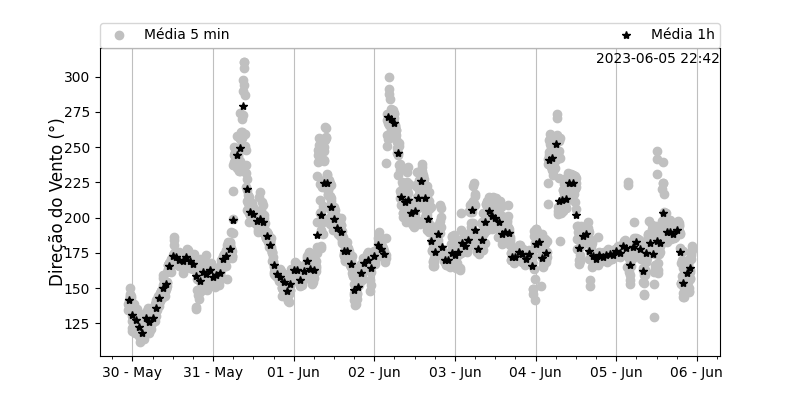 Média 5 min
Média 1h
2023-06-05 22:42
Direção do Vento (°)
300
275
250
225
200
175
150
125
30 - May
31 - May
01 - Jun
02 - Jun
03 - Jun
04 - Jun
05 - Jun
06 - Jun